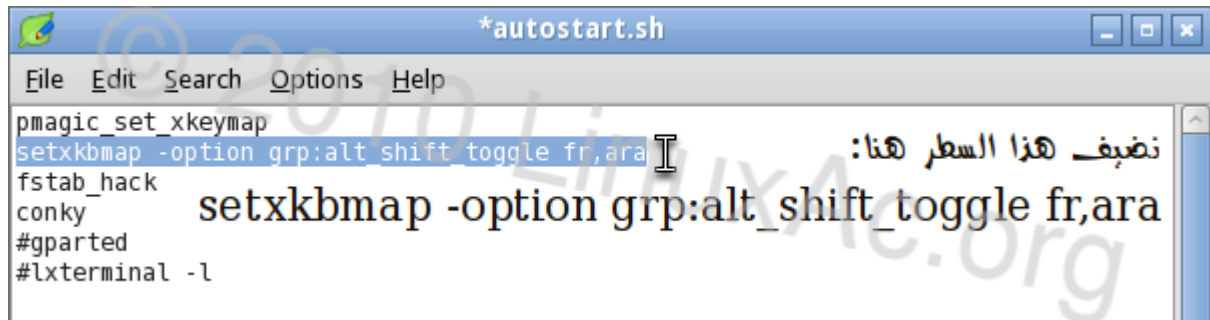 *autostart.sh
File Edit Search Options Help
pmagic_set_xkeymap
setxkbmap -option grp:alt_shift_toggle fr,ara
نضيف هذا السطر هنا:
fstab_hack
setxkbmap -option grp:alt_shift_toggle fr,ara
conky
#gparted
#lxterminal -l
© 2010 LinuxAc.org